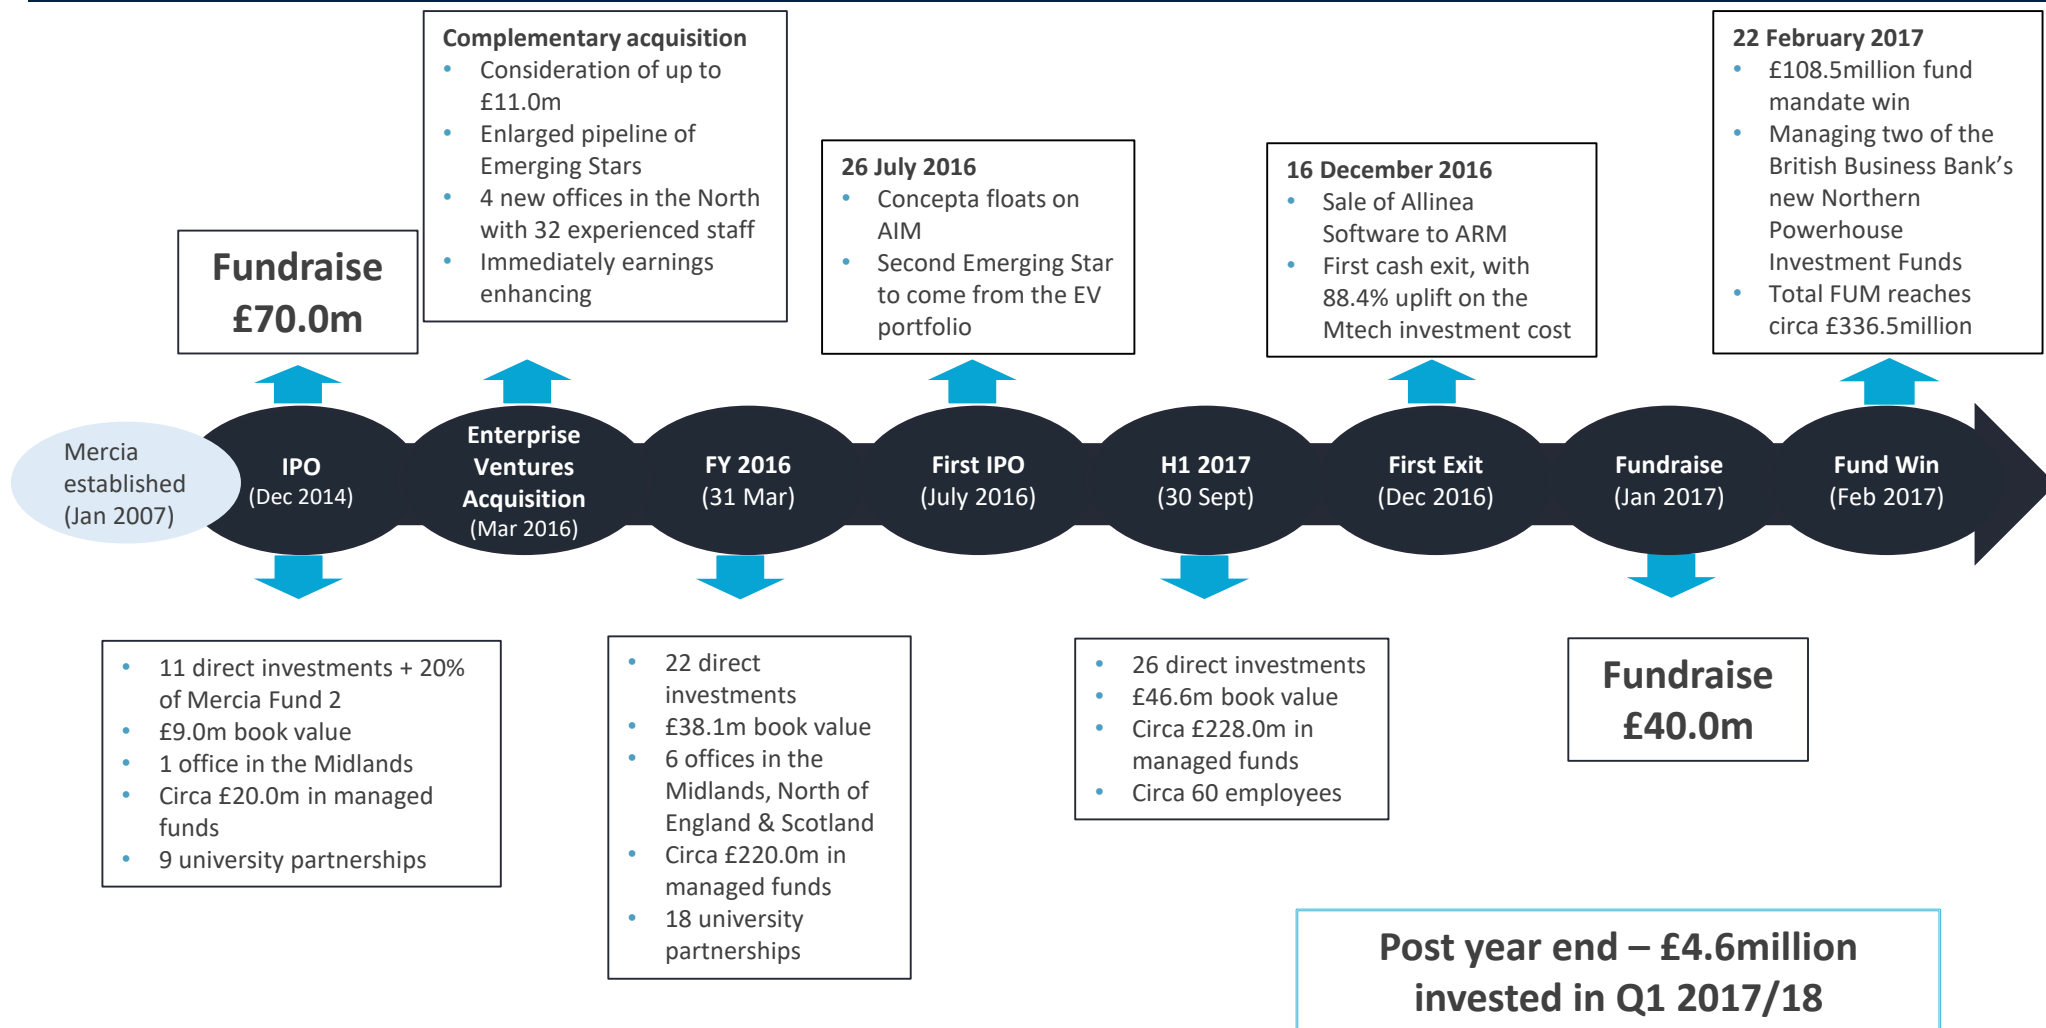 Complementary acquisition
• Consideration of up to
£11.0m
• Enlarged pipeline of
Emerging Stars
• 4 new offices in the North
with 32 experienced staff
• Immediately earnings
enhancing
22 February 2017
• £108.5million fund
mandate win
• Managing two of the
British Business Bank’s
new Northern
Powerhouse
Investment Funds
• Total FUM reaches
circa £336.5million
26 July 2016
• Concepta floats on
AIM
• Second Emerging Star
to come from the EV
portfolio
16 December 2016
• Sale of Allinea
Software to ARM
• First cash exit, with
88.4% uplift on the
Mtech investment cost
Fundraise
£70.0m
Mercia
established
(Jan 2007)
IPO
(Dec 2014)
Enterprise
Ventures
Acquisition
(Mar 2016)
FY 2016
(31 Mar)
First IPO
(July 2016)
H1 2017
(30 Sept)
First Exit
(Dec 2016)
Fundraise
(Jan 2017)
Fund Win
(Feb 2017)
• 11 direct investments + 20%
of Mercia Fund 2
• £9.0m book value
• 1 office in the Midlands
• Circa £20.0m in managed
funds
• 9 university partnerships
• 22 direct
investments
• £38.1m book value
• 6 offices in the
Midlands, North of
England & Scotland
• Circa £220.0m in
managed funds
• 18 university
partnerships
• 26 direct investments
• £46.6m book value
• Circa £228.0m in
managed funds
• Circa 60 employees
Fundraise
£40.0m
Post year end – £4.6million
invested in Q1 2017/18